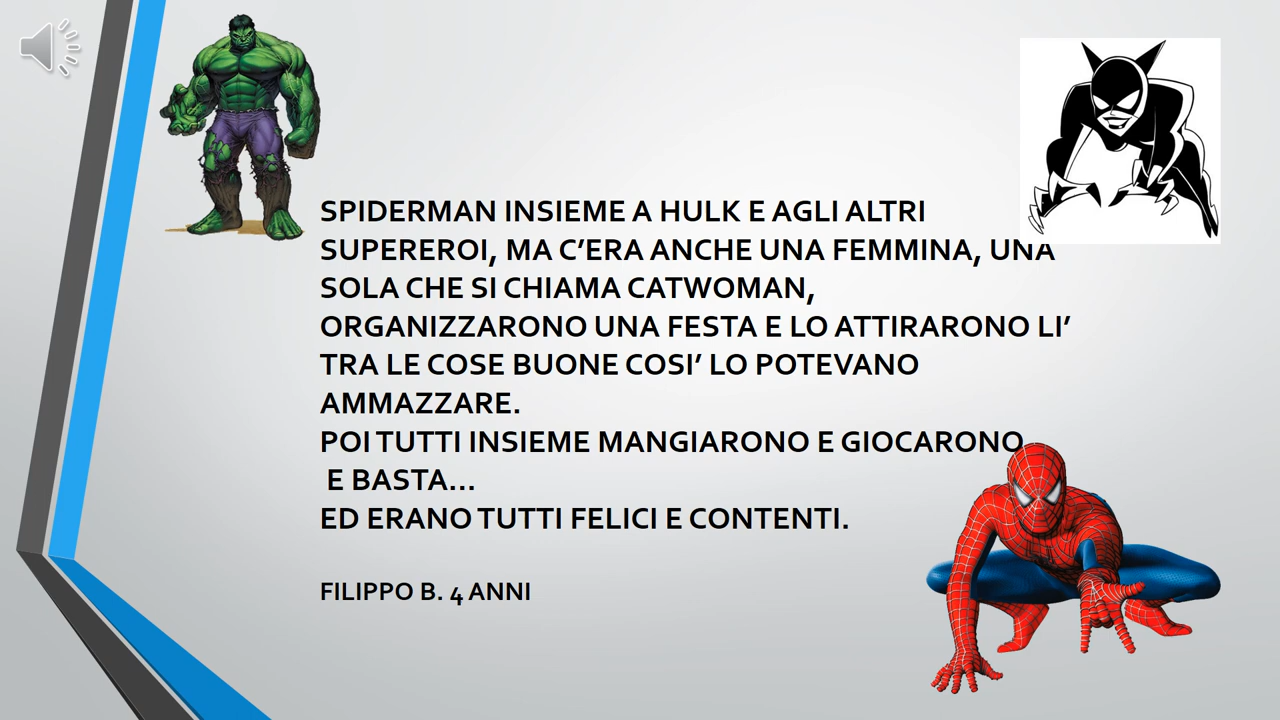 SPIDERMAN INSIEME A HULK E AGLI ALTRI
SUPEREROI, MA C’ERA ANCHE UNA FEMMINA, UNA
SOLA CHE SI CHIAMA CATWOMAN,
ORGANIZZARONO UNA FESTA E LO ATTIRARONO LI’
TRA LE COSE BUONE COSI’ LO POTEVANO
AMMAZZARE.
POI TUTTI INSIEME MANGIARONO E GIOCARONO
E BASTA...
ED ERANO TUTTI FELICI E CONTENTI.
FILIPPO B. 4 ANNI